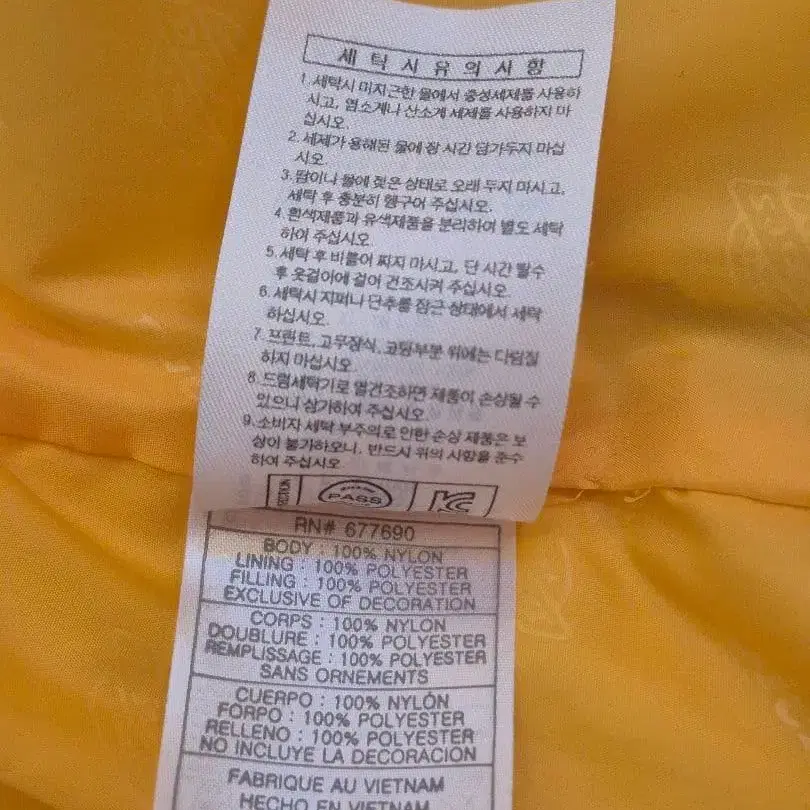 세탁시유의사항
1. 세탁시 미지근한 물에서 중성세제를 사용하
시고, 염소계나 산소계 세제를 사용하지 마
십시오.
2. 세제가 용해된 물에 장 시간 담가두지 마십
시오.
3. 땀이나 물에 젖은 상태로 오래 두지 마시고,
세탁 후 충분히 헹구어 주십시오.
4. 흰색제품과 유색제품을 분리하여 별도 세탁
하여 주십시오.
5. 세탁 후 비틀어 짜지 마시고, 단 시간 탈수
후 옷걸이에 걸어 건조시켜 주십시오.
6. 세탁시 지퍼나 단추를 잠근 상태에서 세탁
하십시오.
7. 프린트, 고무장식, 코팅부분 위에는 다림질
하지 마십시오.
8. 드럼세탁기로 열건조하면 제품이 손상될 수
있으니 삼가하여 주십시오.
9. 소비자 세탁 부주의로 인한 손상 제품은 보
상이 불가하오니, 반드시 위의 사항을 준수
하여 주십시오.
PASS
RN# 677690
BODY : 100% NYLON
LINING : 100% POLYESTER
FILLING : 100% POLYESTER
EXCLUSIVE OF DECORATION
CORPS : 100% NYLON
DOUBLURE : 100% POLYESTER
REMPLISSAGE : 100% POLYESTER
SANS ORNEMENTS
CUERPO : 100% NYLÓN
FORPO : 100% POLYESTER
RELLENO : 100% POLYESTER
NO INCLUYE LA DECORACION
FABRIQUE AU VIETNAM
HECHO EN VIETNAM